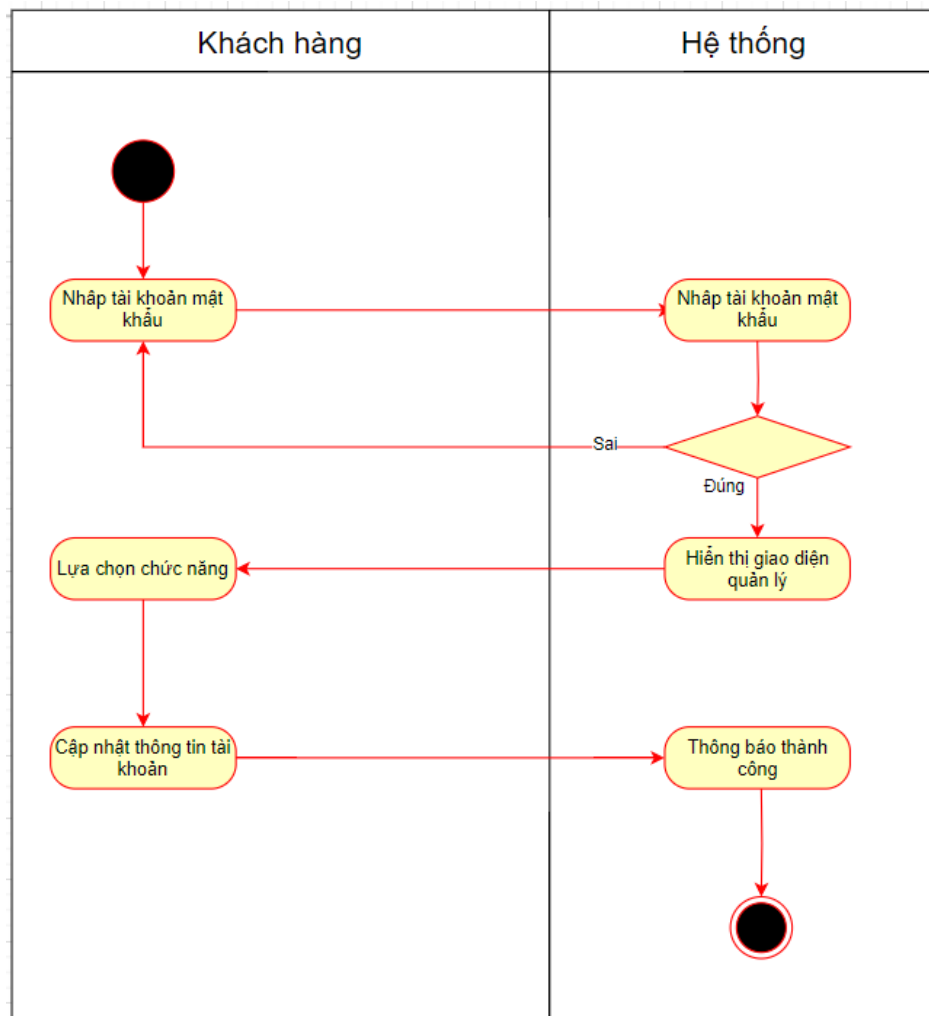 Khách hàng
Hệ thống
Nhâp tài khoản mật
khẩu
Nhâp tài khoản mật
khẩu
Sai
Đúng
Lựa chọn chức năng
Hiển thị giao diện
quản lý
Cập nhật thông tin tài
khoản
Thông báo thành
công